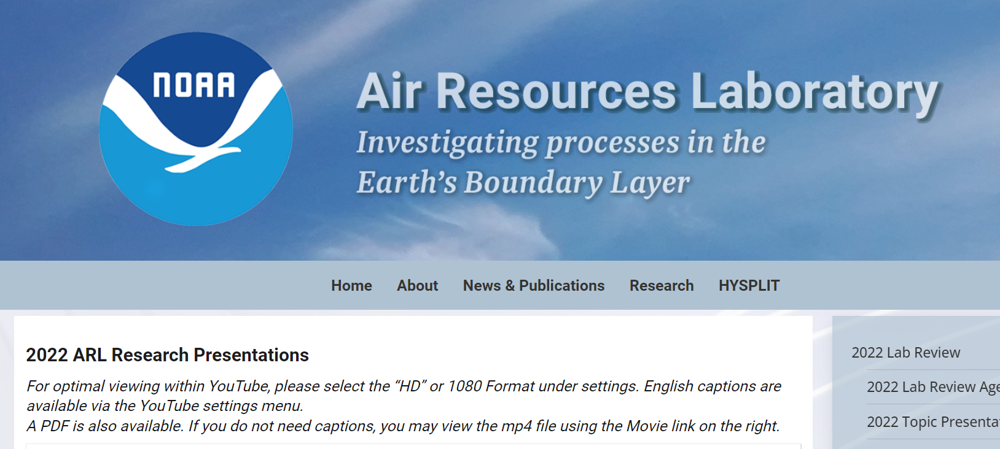 NOAA
Air Resources Laboratory
Investigating processes in the
Earth’s Boundary Layer
Home About News & Publications Research HYSPLIT
2022 ARL Research Presentations
For optimal viewing within YouTube, please select the “HD” or 1080 Format under settings. English captions are
available via the YouTube settings menu.
A PDF is also available. If you do not need captions, you may view the mp4 file using the Movie link on the right.
2022 Lab Review
2022 Lab Review Age
2022 Topic Presenta